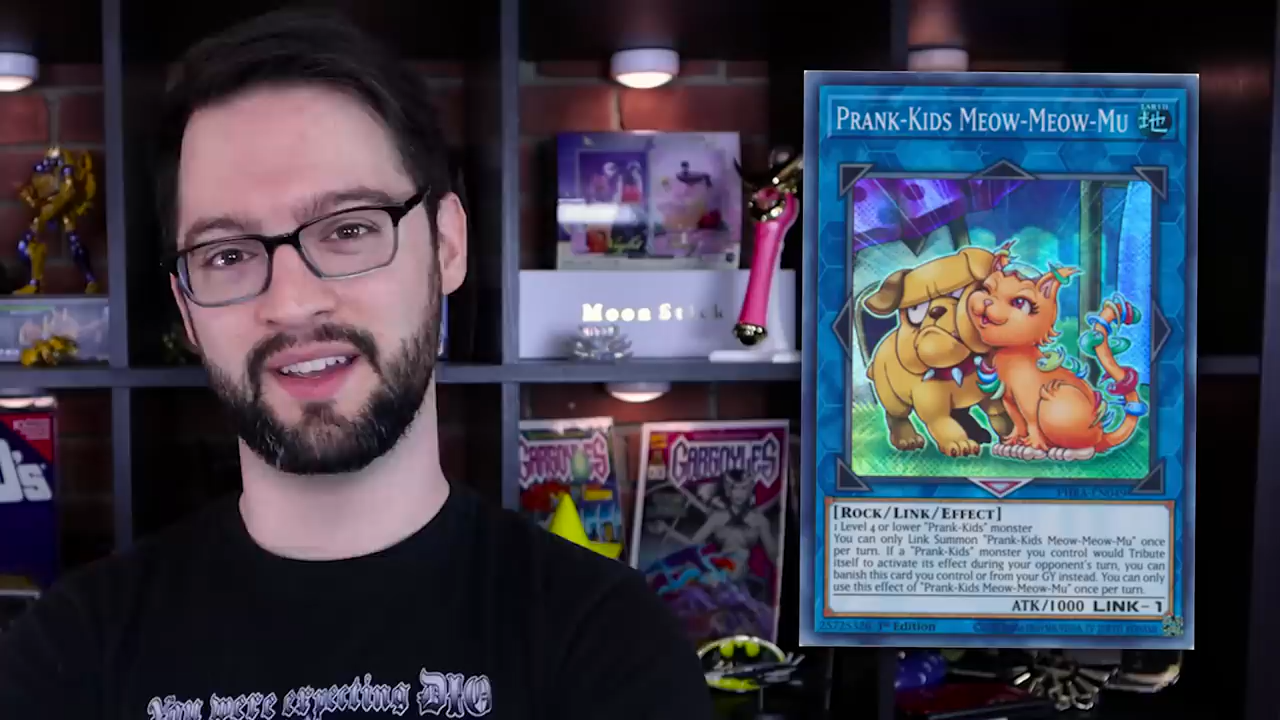 PRANK-KIDS MEOW-MEOW-MU
EARTH
地
Moon Stick
GARGOYLES
GARGOYLES
[ROCK/LINK/EFFECT]
1 Level 4 or lower "Prank-Kids" monster
You can only Link Summon "Prank-Kids Meow-Meow-Mu" once
per turn. If a "Prank-Kids" monster you control would Tribute
itself to activate its effect during your opponent's turn, you can
banish this card you control or from your GY instead. You can only
use this effect of "Prank-Kids Meow-Meow-Mu" once per turn.
ATK/1000 LINK-1
1st Edition
You were expecting DIO